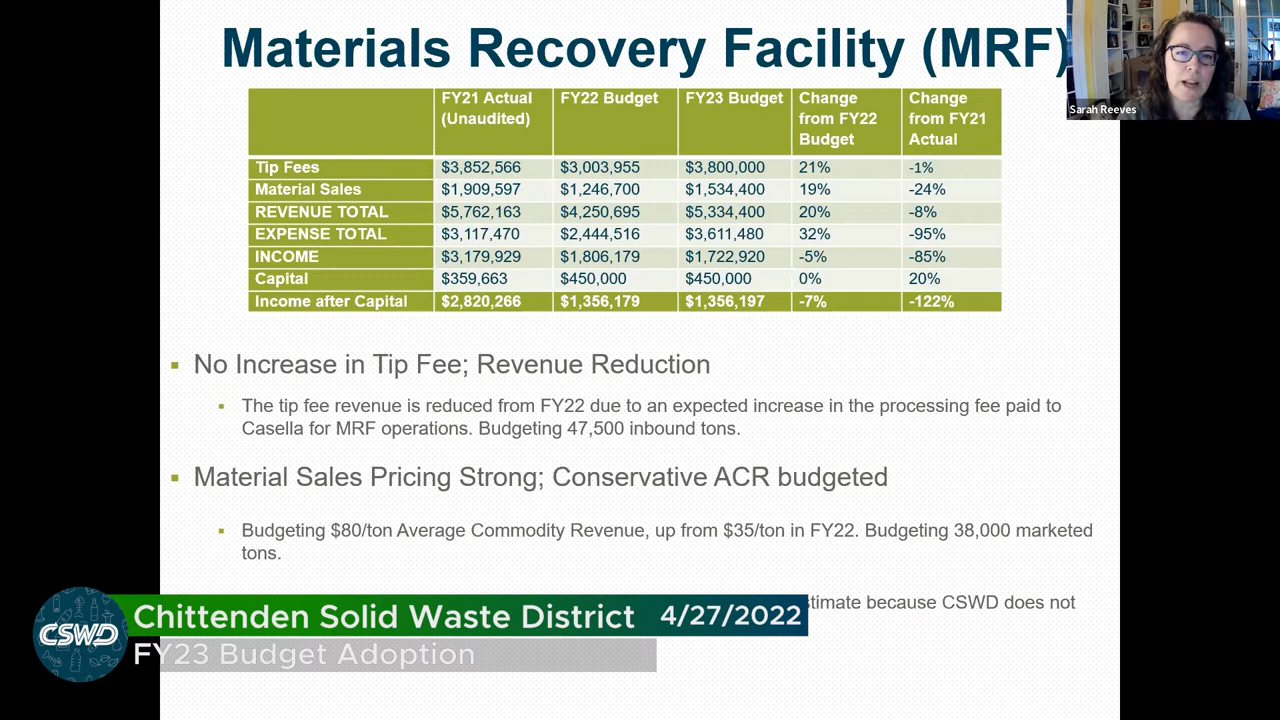 Materials Recovery Facility (MRF)
Sarah Reeves
FY21 Actual (Unaudited) FY22 Budget FY23 Budget Change from FY22 Budget Change from FY21 Actual
Tip Fees $3,852,566 $3,003,955 $3,800,000 21% -1%
Material Sales $1,909,597 $1,246,700 $1,534,400 19% -24%
REVENUE TOTAL $5,762,163 $4,250,695 $5,334,400 20% -8%
EXPENSE TOTAL $3,117,470 $2,444,516 $3,611,480 32% -95%
INCOME $3,179,929 $1,806,179 $1,722,920 -5% -85%
Capital $359,663 $450,000 $450,000 0% 20%
Income after Capital $2,820,266 $1,356,179 $1,356,197 -7% -122%
No Increase in Tip Fee; Revenue Reduction
The tip fee revenue is reduced from FY22 due to an expected increase in the processing fee paid to
Casella for MRF operations. Budgeting 47,500 inbound tons.
Material Sales Pricing Strong; Conservative ACR budgeted
Budgeting $80/ton Average Commodity Revenue, up from $35/ton in FY22. Budgeting 38,000 marketed
tons.
because CSWD does not
CSWD
Chittenden Solid Waste District 4/27/2022
FY23 Budget Adoption